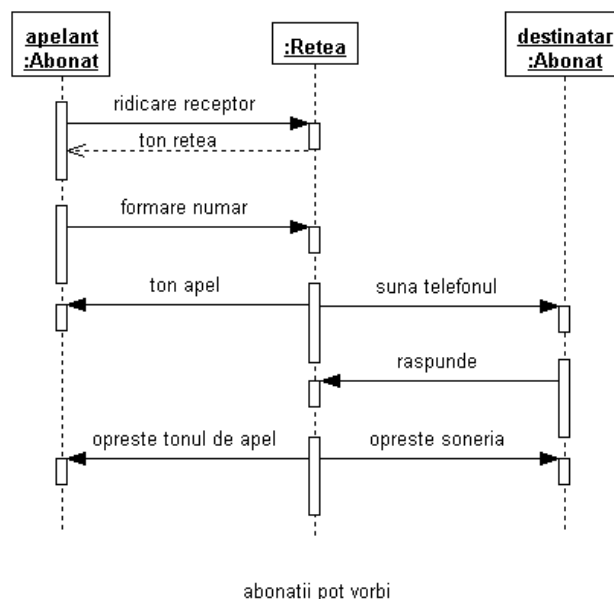 apelant
:Abonat
:Retea
destinatar
:Abonat
ridicare receptor
ton retea
formare numar
ton apel
suna telefonul
raspunde
opreste tonul de apel
opreste soneria
abonatii pot vorbi